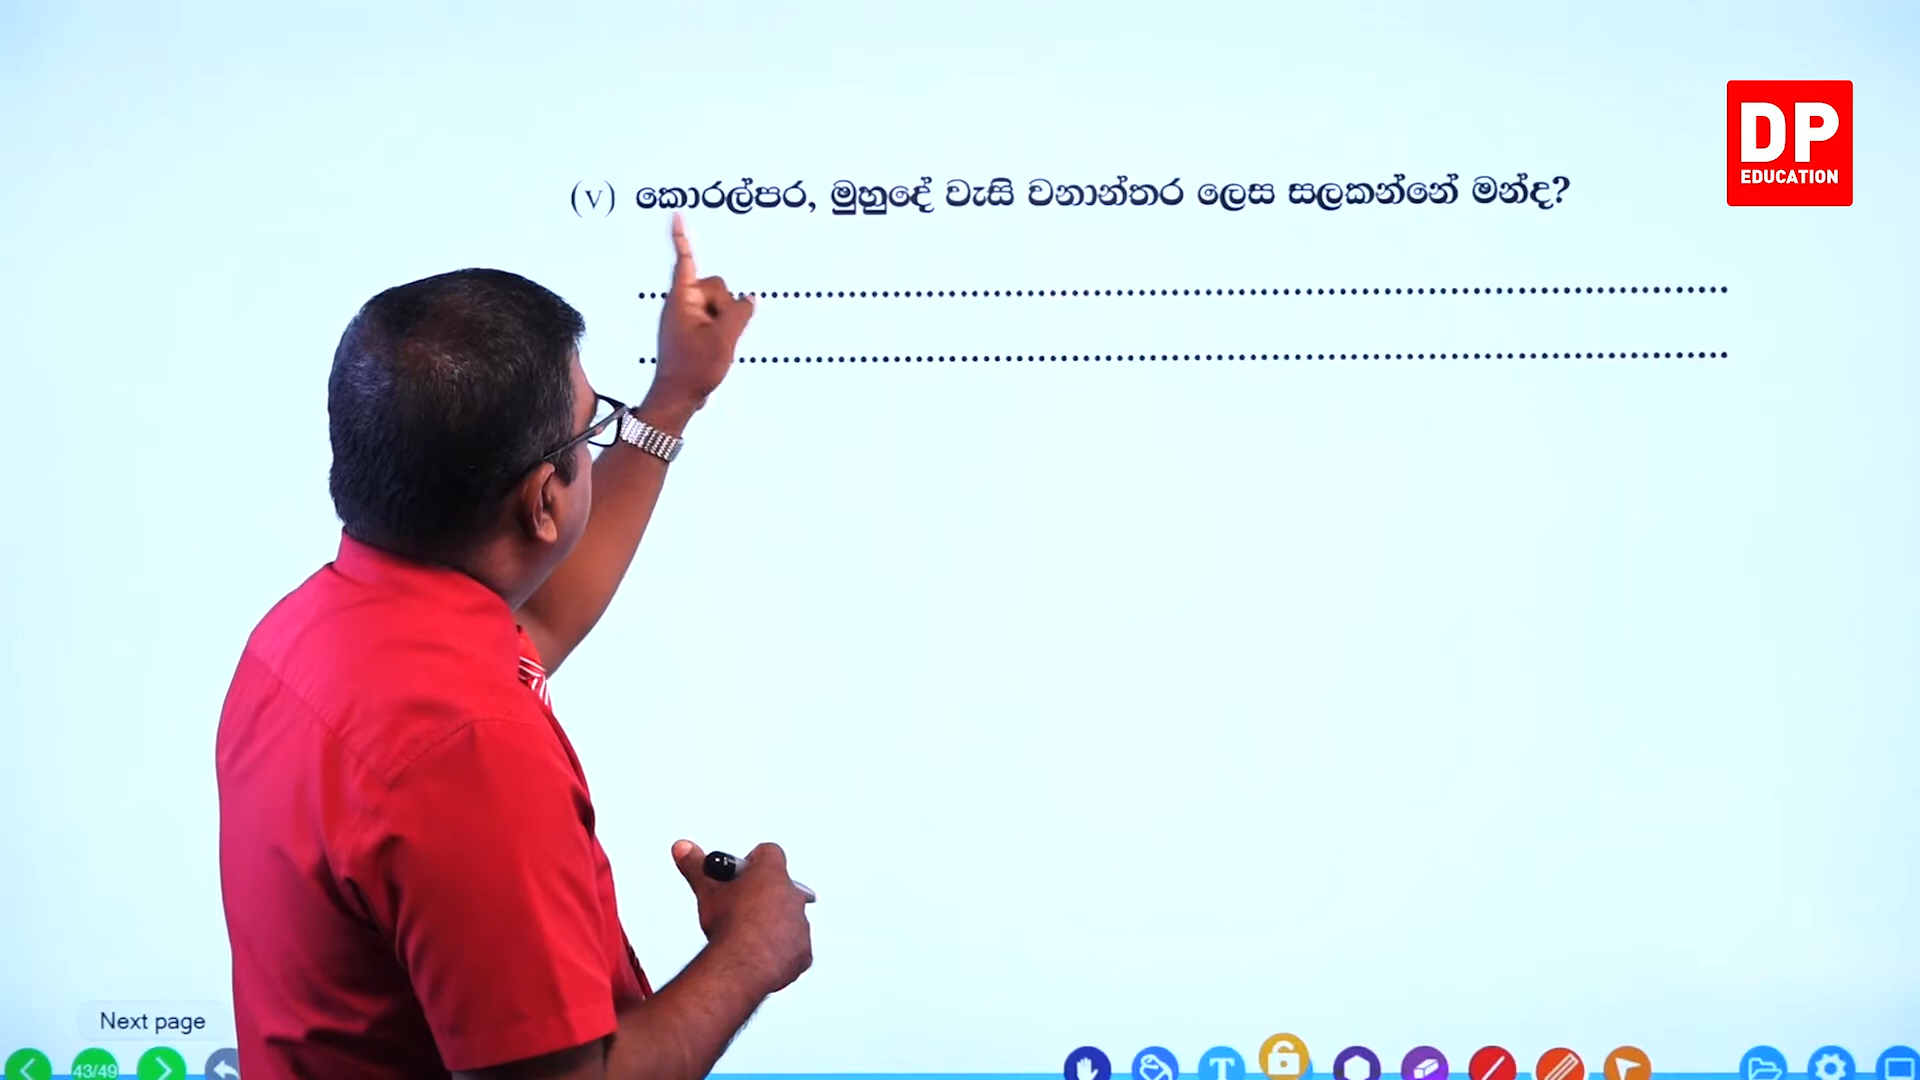 DP
EDUCATION
(v) කොරල්පර, මුහුදේ වැසි වනාන්තර ලෙස සලකන්නේ මන්ද?
Next page
43/49
T